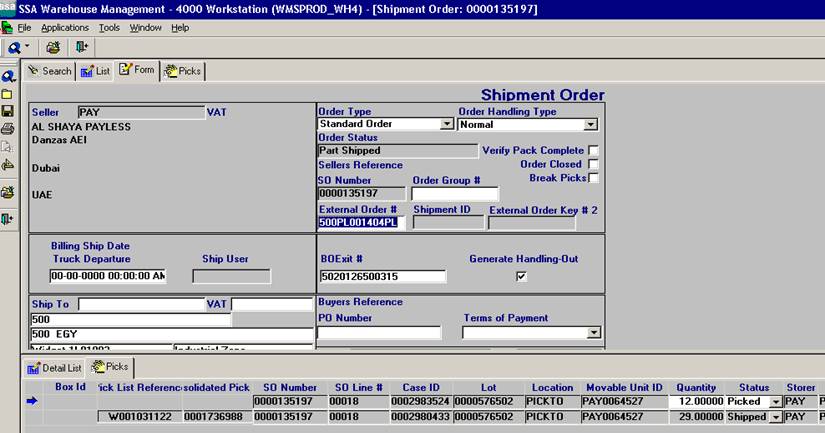 ssa
SSA Warehouse Management - 4000 Workstation (WMSPROD_WH4) - [Shipment Order: 0000135197]
File Applications Tools Window Help
Search List Form Picks
Shipment Order
Seller PAY VAT
AL SHAYA PAYLESS
Danzas AEI
Dubai
UAE
Order Type Order Handling Type
Standard Order Normal
Order Status
Part Shipped Verify Pack Complete
Sellers Reference Order Closed
SO Number Order Group # Break Picks
0000135197
External Order # Shipment ID External Order Key # 2
500PL001404PL
Billing Ship Date
Truck Departure Ship User
00-00-0000 00:00:00 AM
BOExit # Generate Handling-Out
5020126500315
Ship To VAT
500
500 EGY
Industrial Zone
Buyers Reference
PO Number Terms of Payment
Detail List Picks
Box Id ick List Referenc solidated Pick SO Number SO Line # Case ID Lot Location Movable Unit ID Quantity Status Storer
0000135197 00018 0002983524 0000576502 PICKTO PAY0064527 12.00000 Picked PAY P
W001031122 0001736988 0000135197 00018 0002980433 0000576502 PICKTO PAY0064527 29.00000 Shipped PAY P